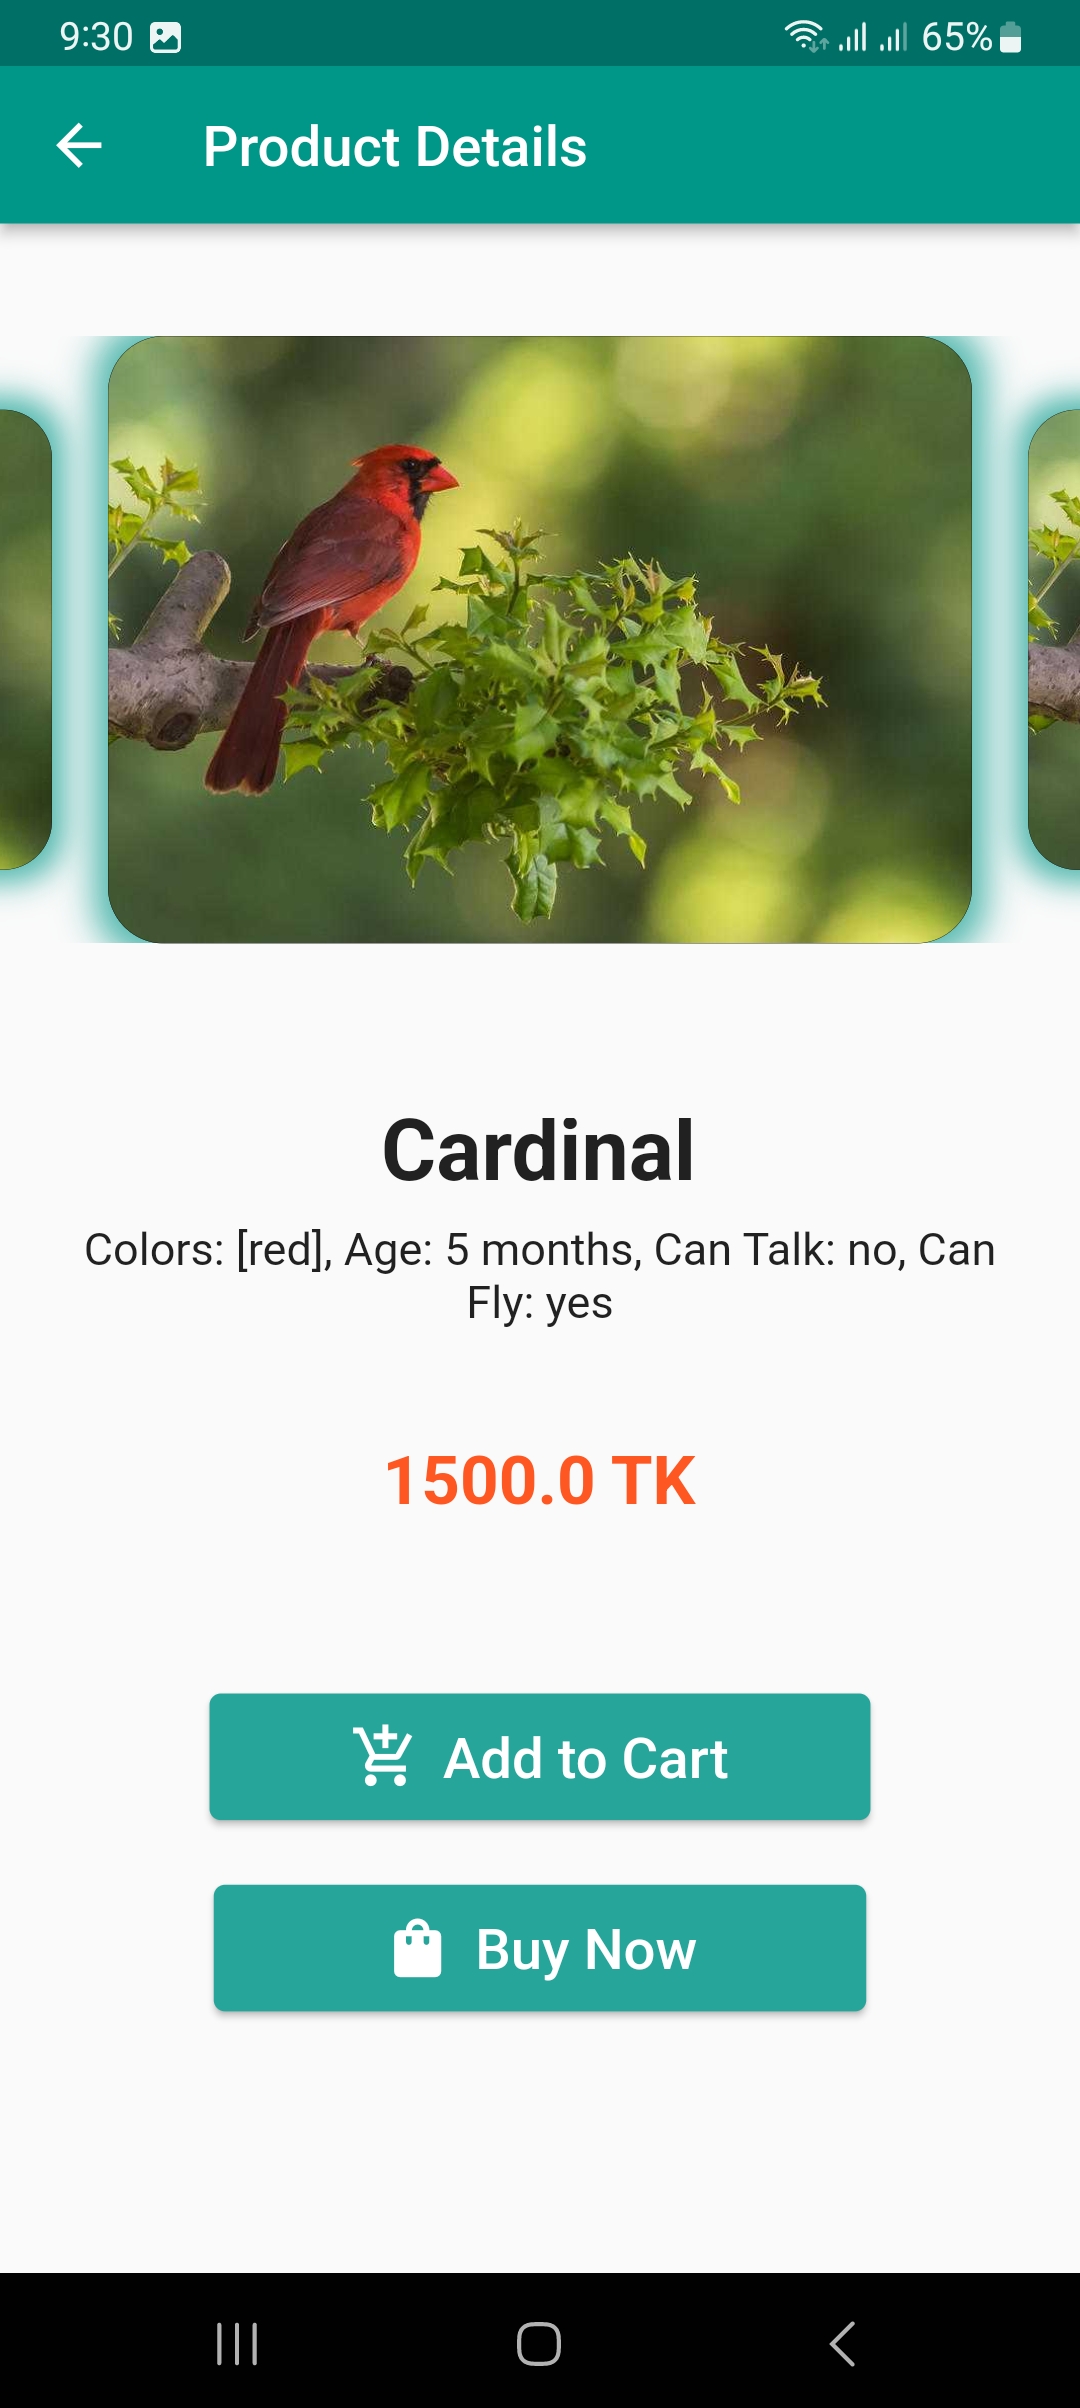 9:30 65%
Product Details
Cardinal
Colors: [red], Age: 5 months, Can Talk: no, Can
Fly: yes
1500.0 TK
Add to Cart
Buy Now